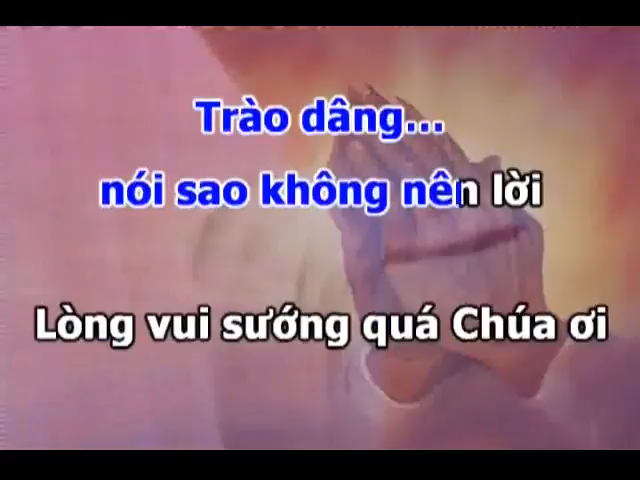 Trào dâng...
nói sao không nên lời
Lòng vui sướng quá Chúa ơi